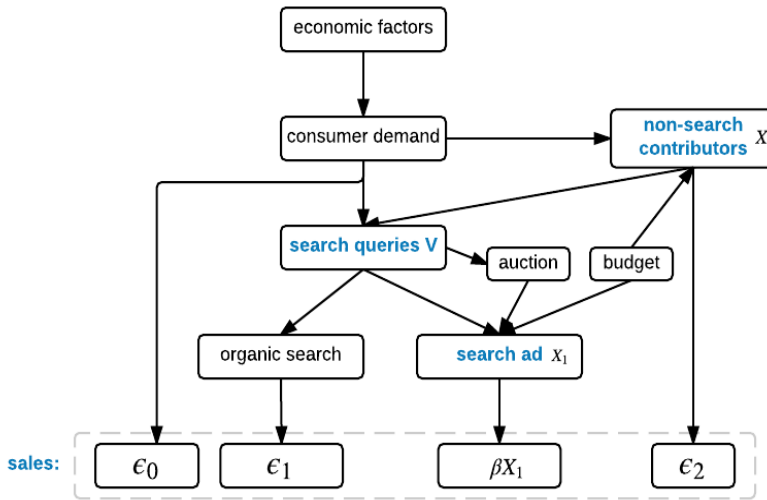 economic factors
consumer demand
non-search
contributors X
search queries V
auction
budget
organic search
search ad X₁
sales:
ϵ₀
ϵ₁
βX₁
ϵ₂